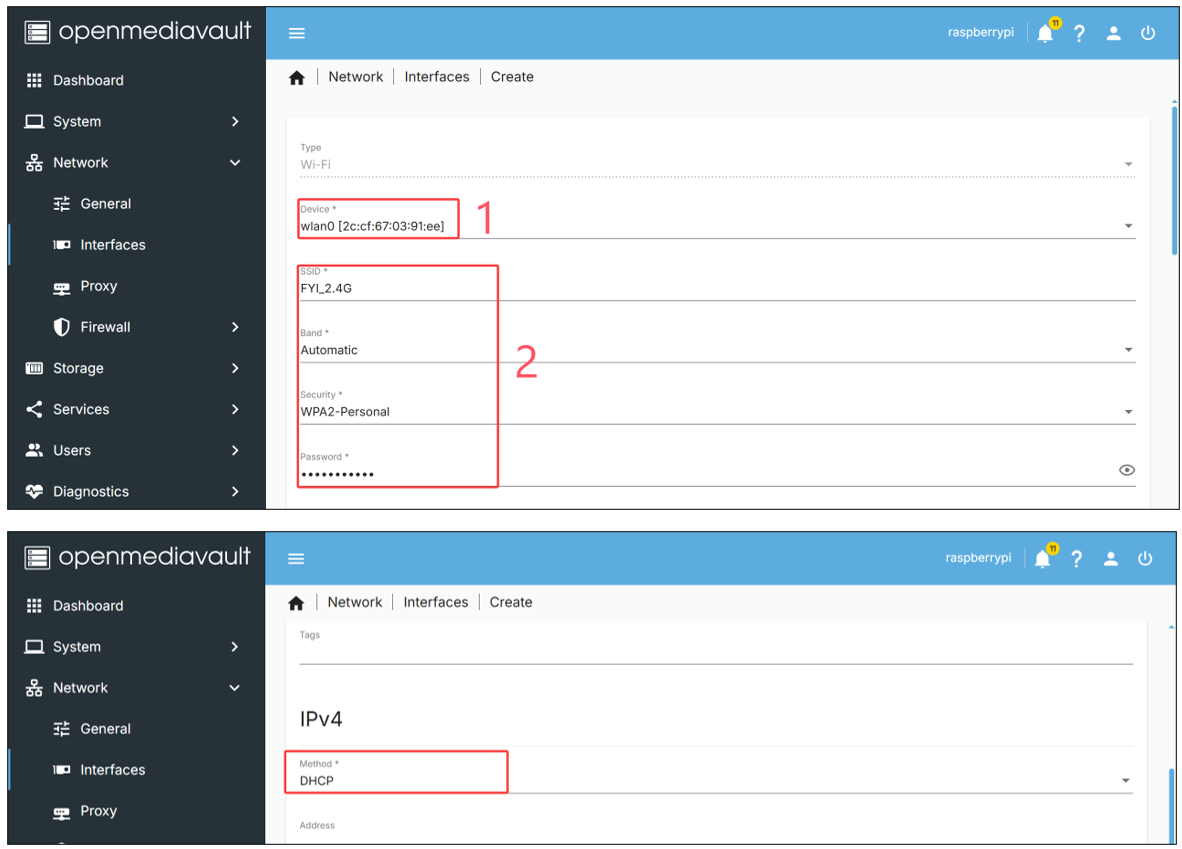 openmediavault
raspberrypi
11
?
Dashboard
Network | Interfaces | Create
System
Type
Wi-Fi
Network
General
Device *
wlan0 [2c:cf:67:03:91:ee]
1
Interfaces
SSID *
FYI_2.4G
Proxy
Firewall
Band *
Automatic
2
Storage
Security *
WPA2-Personal
Services
Users
Password *
•••••••••••
Diagnostics
openmediavault
raspberrypi
11
?
Dashboard
Network | Interfaces | Create
Tags
System
Network
IPv4
General
Interfaces
Method *
DHCP
Proxy
Address